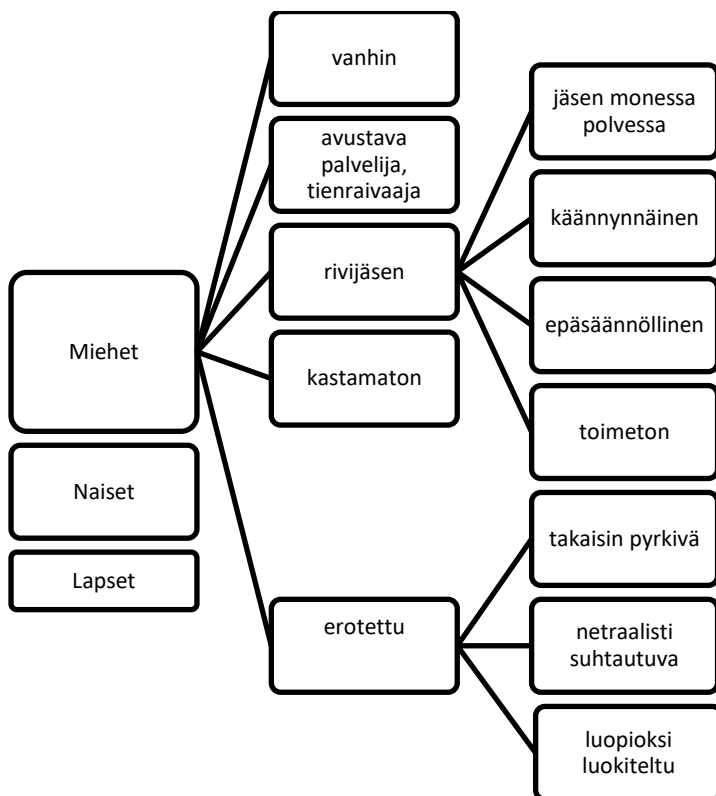 vanhin
avustava
palvelija,
tienraivaaja
rivijäsen
kastamaton
erotettu
Miehet
Naiset
Lapset
jäsen monessa
polvessa
käännynnäinen
epäsäännöllinen
toimeton
takaisin pyrkivä
netraalisti
suhtautuva
luopioksi
luokiteltu